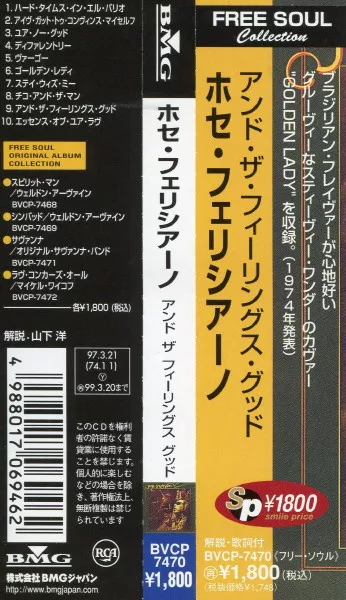 1. ハード・タイムス・イン・エル・バリオ
2. アイヴ・ガット・トゥ・コンヴィンス・マイセルフ
3. ユア・ノー・グッド
4. ディファレントリー
5. ヴァーゴー
6. ゴールデン・レディ
7. ステイ・ウィズ・ミー
8. チコ・アンド・ザ・マン
9. アンド・ザ・フィーリングス・グッド
10. エッセンス・オブ・ユア・ラヴ
FREE SOUL
ORIGINAL ALBUM
COLLECTION
●スピリット・マン
/ウェルドン・アーヴァイン
BVCP-7468
●シンバッド/ウェルドン・アーヴァイン
BVCP-7469
●サヴァンナ
/オリジナル・サヴァンナ・バンド
BVCP-7471
●ラヴ・コンカーズ・オール
/マイケル・ワイコフ
BVCP-7472
各¥1,800(税込)
解説・山下 洋
4988017069462
97.3.21
(74.1 1)
再99.3.20まで
このCDを権利
者の許諾なく賃
貸業に使用する
ことを禁じます。
個人的に楽しむ
などの場合を除
き、著作権法上、
無断複製は禁じ
られています
BMG
RCA
株式会社BMGジャパン
http://www.bmgjapan.com
BMG
ホセ・フェリシアーノ
アンド ザ フィーリングス グッド
BVCP
7470
¥1,800
FREE SOUL
Collection
ブラジリアン・フレイヴァーが心地好い
グルーヴィーなスティーヴィー・ワンダーのカヴァー
"GOLDEN LADY"を収録。(1974年発表)
アンド・ザ・フィーリングス・グッド
ホセ・フェリシアーノ
Sp ¥1800
smile price
解説・歌詞付
BVCP-7470〈フリー・ソウル〉
再¥1,800(税込)
(税抜価格¥1,748)